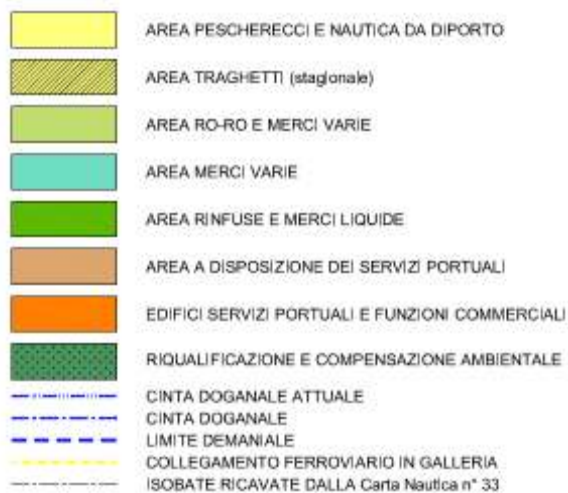 AREA PESCHERECCI E NAUTICA DA DIPORTO
AREA TRAGHETTI (stagionale)
AREA RO-RO E MERCI VARIE
AREA MERCI VARIE
AREA RINFUSE E MERCI LIQUIDE
AREA A DISPOSIZIONE DEI SERVIZI PORTUALI
EDIFICI SERVIZI PORTUALI E FUNZIONI COMMERCIALI
RIQUALIFICAZIONE E COMPENSAZIONE AMBIENTALE
CINTA DOGANALE ATTUALE
CINTA DOGANALE
LIMITE DEMANIALE
COLLEGAMENTO FERROVIARIO IN GALLERIA
ISOBATE RICAVATE DALLA Carta Nautica n° 33